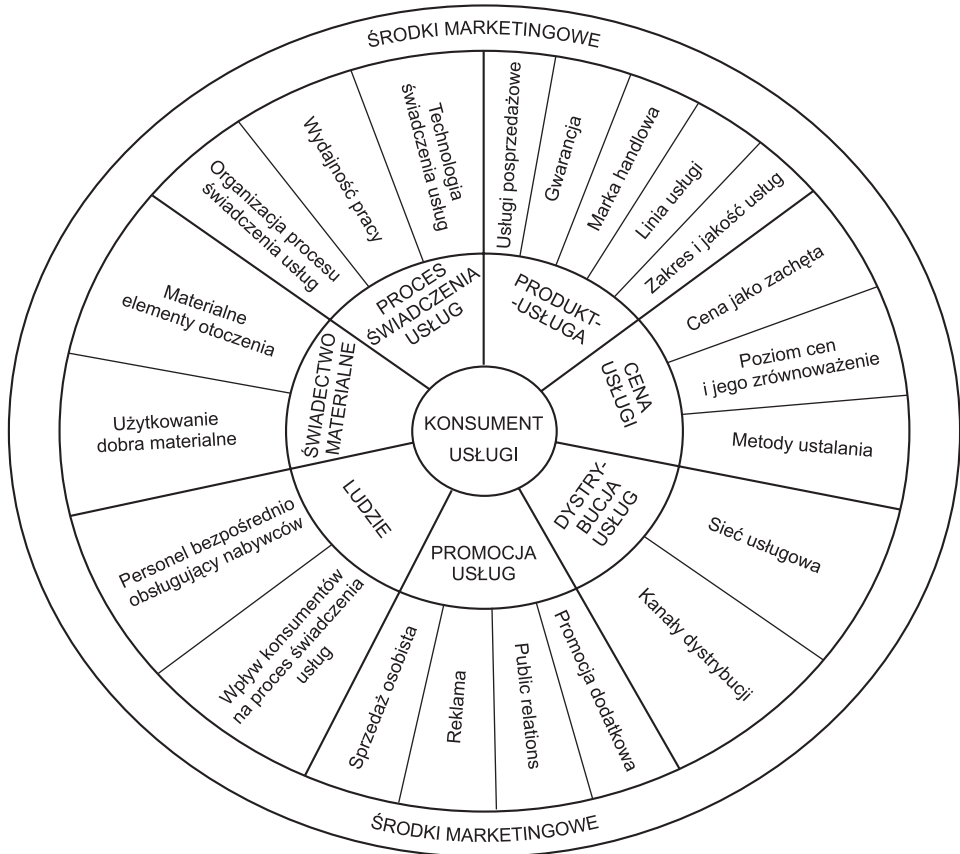 ŚRODKI MARKETINGOWE
Usługi posprzedażowe
Gwarancja
Marka handlowa
Linia usługi
Zakres i jakość usług
Cena jako zachęta
Poziom cen
i jego zrównoważenie
Metody ustalania
Sieć usługowa
Kanały dystrybucji
Promocja dodatkowa
Public relations
Reklama
Sprzedaż osobista
Wpływ konsumentów
na proces świadczenia
usług
Personel bezpośrednio
obsługujący nabywców
Użytkowanie
dobra materialne
Materialne
elementy otoczenia
Organizacja procesu
świadczenia usług
Wydajność pracy
Technologia
świadczenia usług
PRODUKT-
-USŁUGA
CENA
USŁUGI
DYSTRY-
BUCJA
USŁUG
PROMOCJA
USŁUG
LUDZIE
ŚWIADECTWO
MATERIALNE
PROCES
ŚWIADCZENIA
USŁUG
KONSUMENT
USŁUGI
ŚRODKI MARKETINGOWE